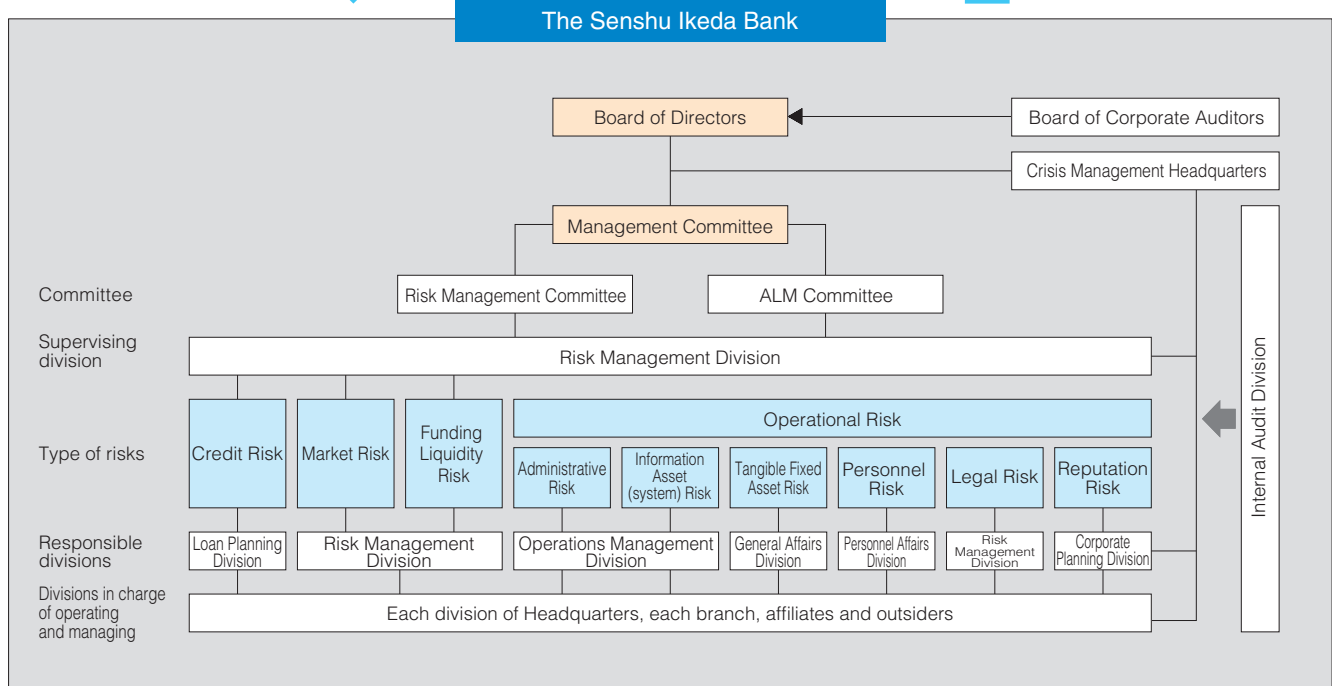 The Senshu Ikeda Bank
Board of Directors
Board of Corporate Auditors
Crisis Management Headquarters
Management Committee
Committee
Risk Management Committee
ALM Committee
Supervising
division
Risk Management Division
Type of risks
Credit Risk
Market Risk
Funding
Liquidity
Risk
Operational Risk
Administrative
Risk
Information
Asset
(system) Risk
Tangible Fixed
Asset Risk
Personnel
Risk
Legal Risk
Reputation
Risk
Responsible
divisions
Loan Planning
Division
Risk Management
Division
Operations Management
Division
General Affairs
Division
Personnel Affairs
Division
Risk
Management
Division
Corporate
Planning Division
Divisions in charge
of operating
and managing
Each division of Headquarters, each branch, affiliates and outsiders
Internal Audit Division